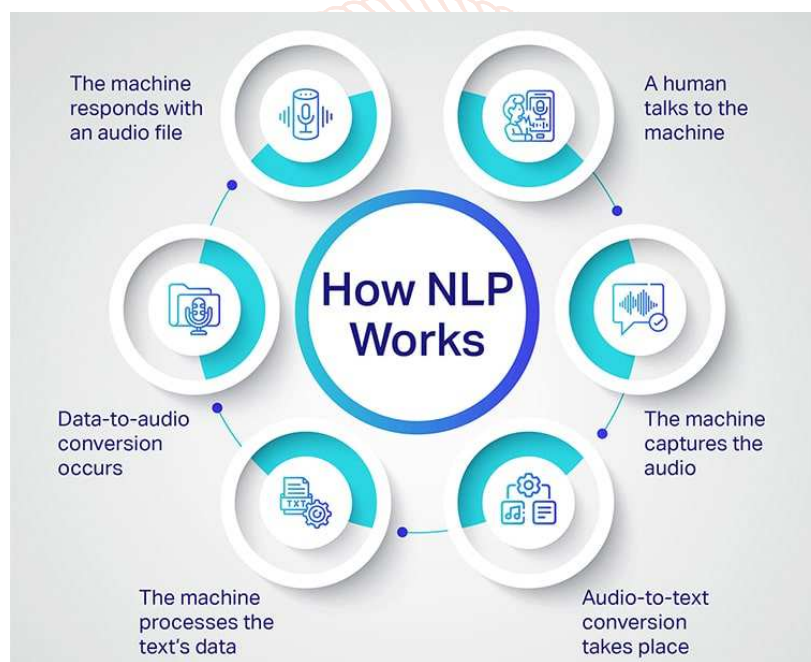 How NLP
Works
A human
talks to the
machine
The machine
captures the
audio
Audio-to-text
conversion
takes place
The machine
processes the
text's data
TXT
Data-to-audio
conversion
occurs
The machine
responds with
an audio file